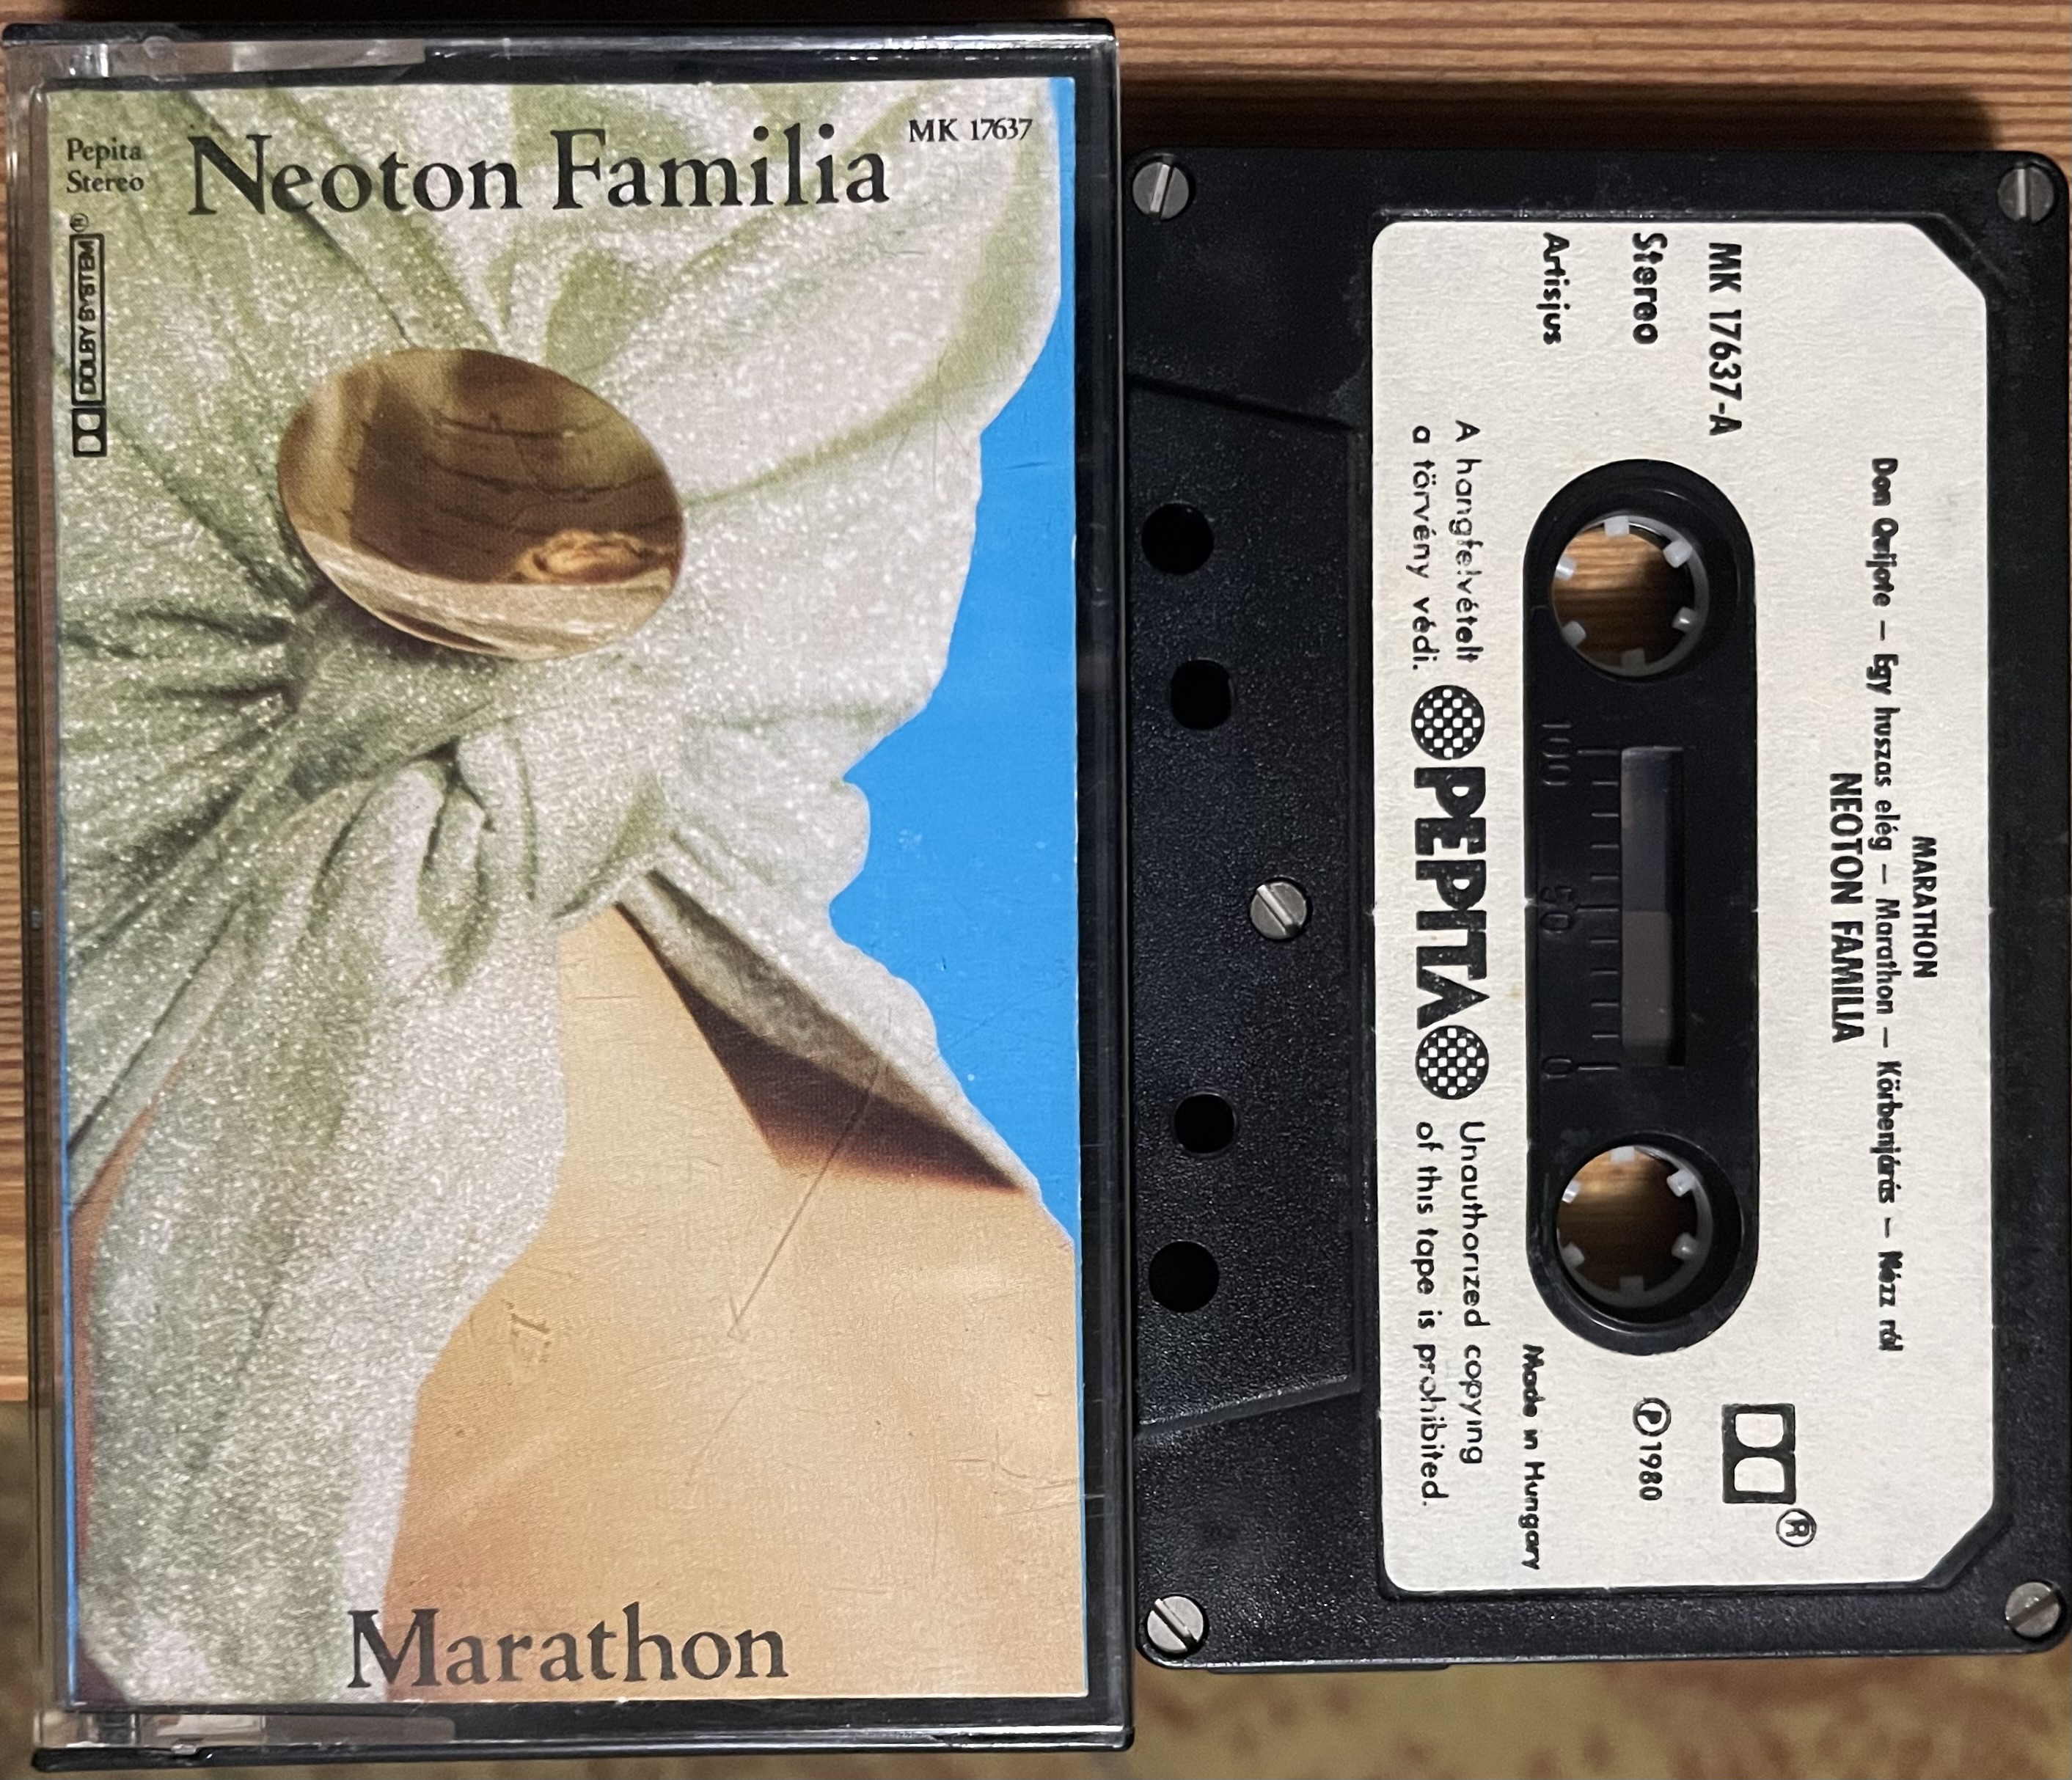 Pepita
Stereo
Neoton Familia
MK 17637
®
DOLBY SYSTEM
Marathon
MARATHON
Don Quijote – Egy huszas elég – Marathon – Körbenjárás – Nézz rál
NEOTON FAMILIA
MK 17637-A
Stereo
Artisjus
®
Ⓟ1980
Made in Hungary
100 50 0
A hangfelvételt
a törvény védi.
PEPITA
Unauthorized copying
of this tape is prohibited.